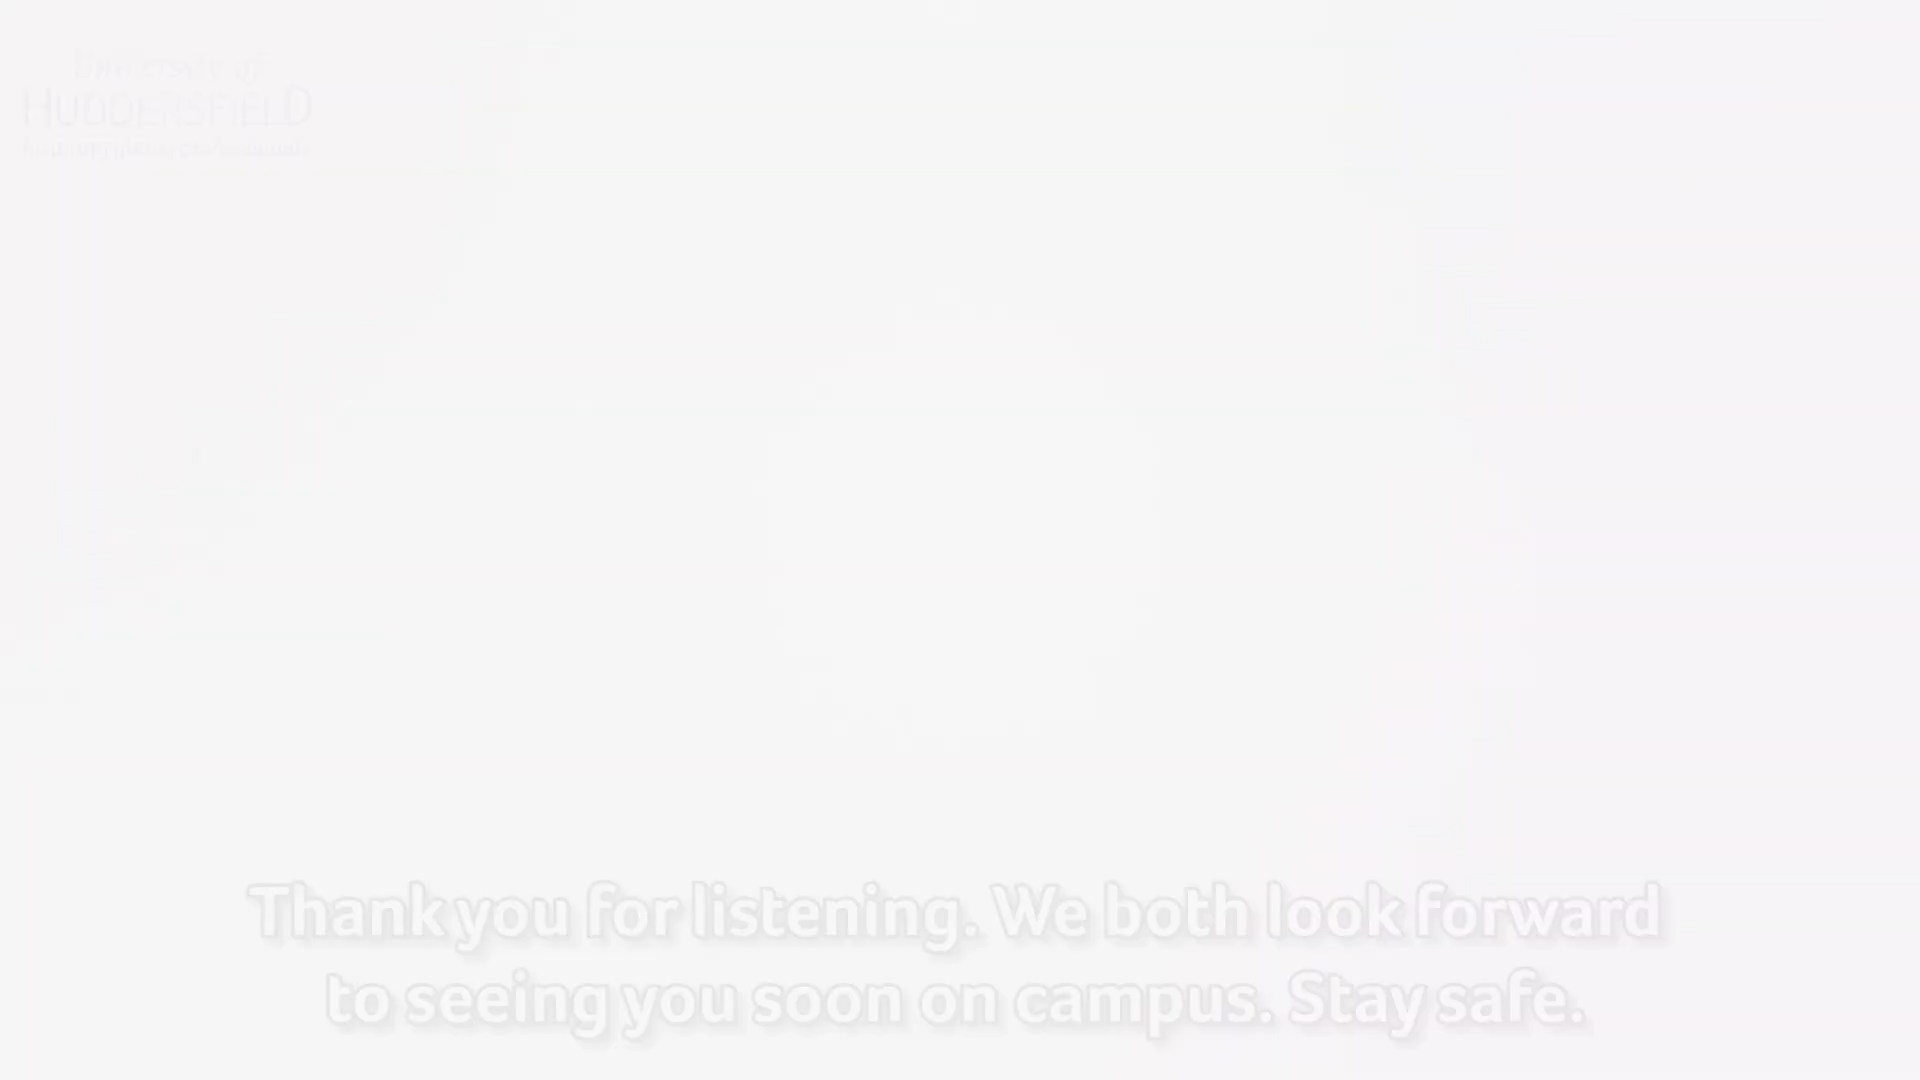 University of
HUDDERSFIELD
Thank you for listening. We both look forward
to seeing you soon on campus. Stay safe.